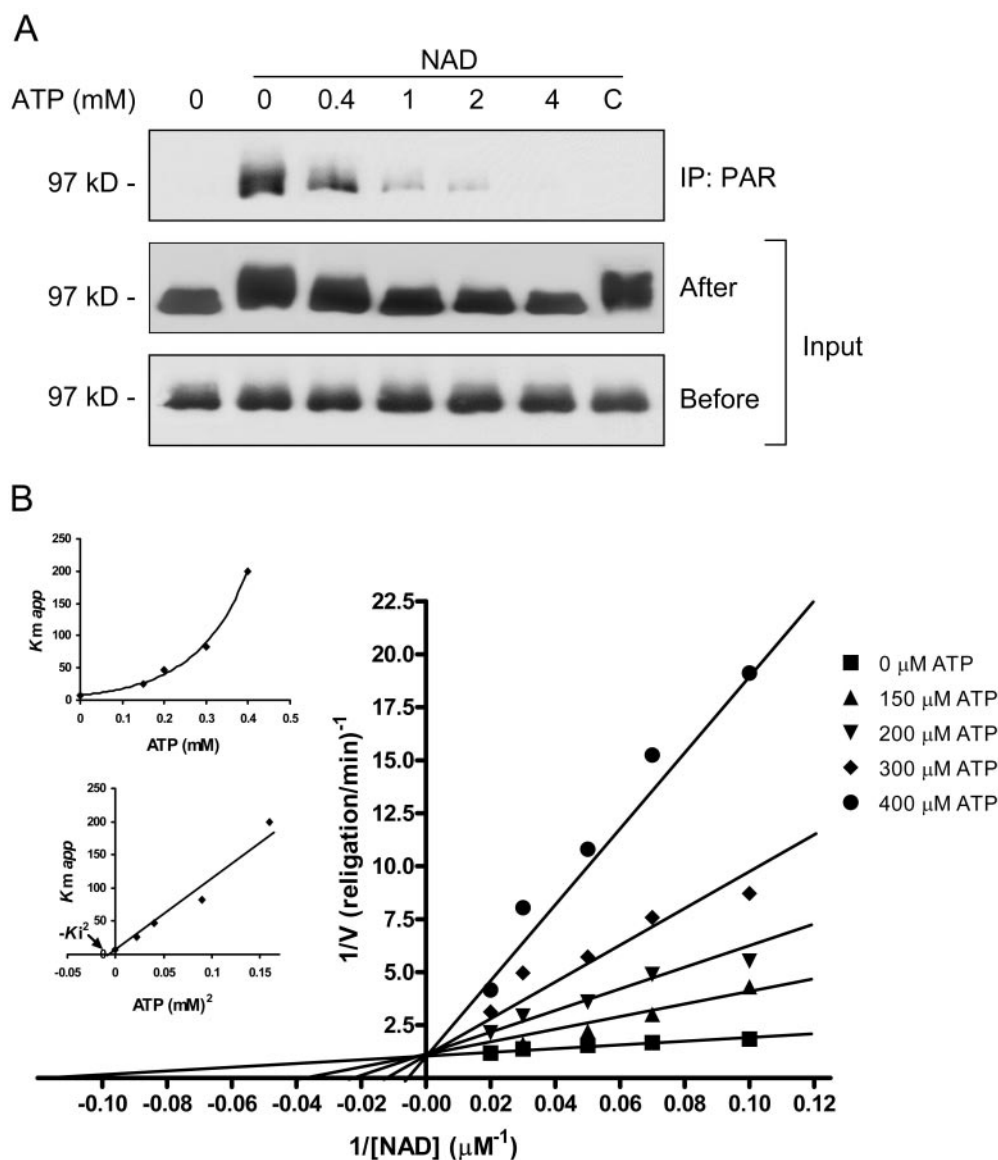 A
NAD
ATP (mM) 0 0 0.4 1 2 4 C
97 kD - IP: PAR
97 kD - After
Input
97 kD - Before
B
250
200
150
100
50
0
Km app
0 0.1 0.2 0.3 0.4 0.5
ATP (mM)
250
200
150
100
50
0
Km app
-Ki²
-0.05 0 0.05 0.10 0.15
ATP (mM)²
22.5
20.0
17.5
15.0
12.5
10.0
7.5
5.0
2.5
1/V (religation/min)⁻¹
-0.10 -0.08 -0.06 -0.04 -0.02 -0.00 0.02 0.04 0.06 0.08 0.10 0.12
1/[NAD] (μM⁻¹)
0 μM ATP
150 μM ATP
200 μM ATP
300 μM ATP
400 μM ATP